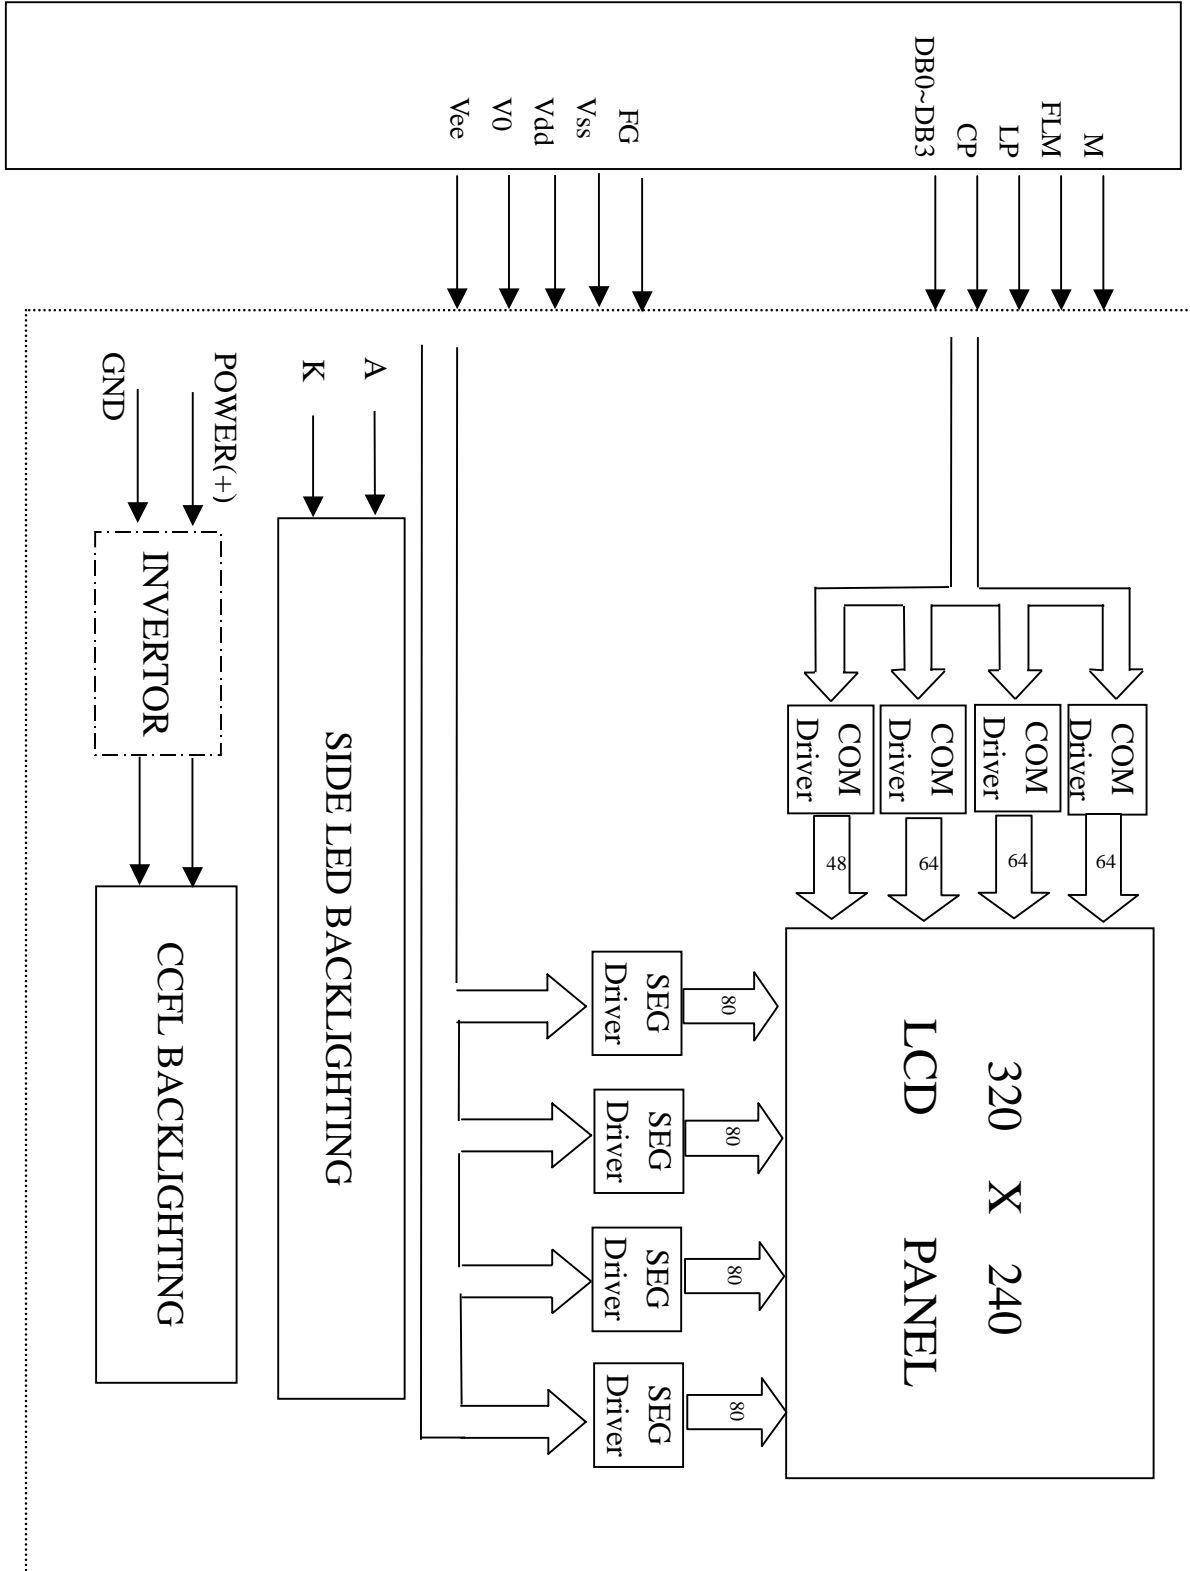 M
FLM
LP
CP
DB0~DB3
FG
Vss
Vdd
V0
Vee
COM
Driver
COM
Driver
COM
Driver
COM
Driver
64
64
64
48
320 X 240
LCD PANEL
SEG
Driver
SEG
Driver
SEG
Driver
SEG
Driver
80
80
80
80
A
K
SIDE LED BACKLIGHTING
POWER(+)
GND
INVERTOR
CCFL BACKLIGHTING